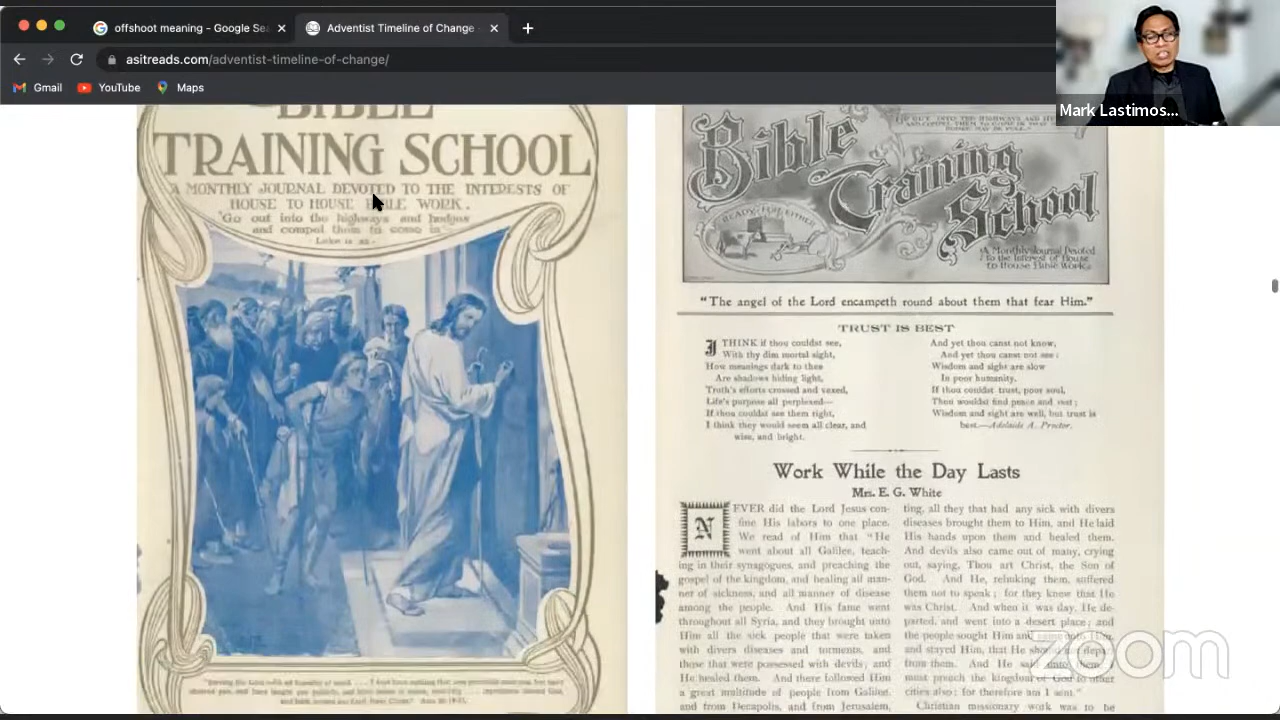 offshoot meaning - Google Sea
Adventist Timeline of Change
asitreads.com/adventist-timeline-of-change/
Gmail
YouTube
Maps
Mark Lastimos...
BIBLE
TRAINING SCHOOL
A MONTHLY JOURNAL DEVOTED TO THE INTERESTS OF
HOUSE TO HOUSE BIBLE WORK.
"Go out into the highways and hedges
and compel them to come in"
Bible
Training
School
READY FOR EITHER
A Monthly Journal Devoted
To the Interest of House
to House Bible Work
"The angel of the Lord encampeth round about them that fear Him."
TRUST IS BEST
I THINK if thou couldst see,
With thy dim mortal sight,
How meanings dark to thee
Are shadows hiding light,
Truth's efforts crossed and vexed,
Life's purpose all perplexed—
If thou couldst see them right,
I think they would seem all clear, and
wise, and bright.
And yet thou canst not know,
And yet thou canst not see;
Wisdom and sight are slow
In poor humanity.
If thou couldst trust, poor soul,
Thou wouldst find peace and rest;
Wisdom and sight are well, but trust is
best.—Adelaide A. Procter.
Work While the Day Lasts
Mrs. E. G. White
NEVER did the Lord Jesus con-
fine His labors to one place.
We read of Him that "He
went about all Galilee, teach-
ing in their synagogues, and preaching the
gospel of the kingdom, and healing all man-
ner of sickness, and all manner of disease
among the people. And His fame went
throughout all Syria, and they brought unto
Him all the sick people that were taken
with divers diseases and torments, and
those that were possessed with devils; and
He healed them. And there followed Him
a great multitude of people from Galilee,
and from Decapolis, and from Jerusalem,
ting, all they that had any sick with divers
diseases brought them to Him, and He laid
His hands upon them and healed them.
And devils also came out of many, crying
out, saying, Thou art Christ, the Son of
God. And He, rebuking them, suffered
them not to speak; for they knew that He
was Christ. And when it was day, He de-
parted, and went into a desert place; and
the people sought Him and came unto Him,
and stayed Him, that He should not depart
from them. And He said unto them, I
must preach the kingdom of God to other
cities also; for therefore am I sent."
Christian missionary work was to be
zoom